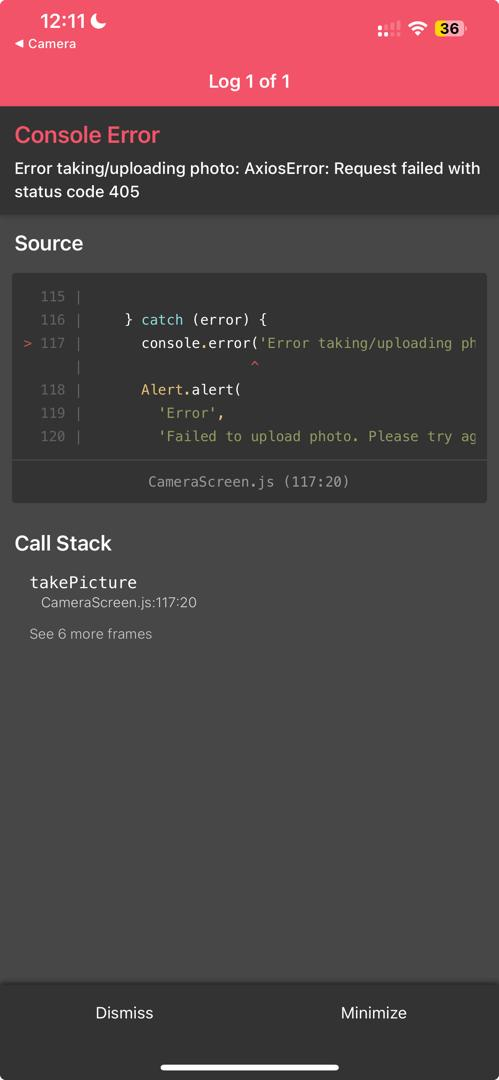 12:11
36
◀ Camera
Log 1 of 1
Console Error
Error taking/uploading photo: AxiosError: Request failed with
status code 405
Source
115 |
116 |     } catch (error) {
> 117 |       console.error('Error taking/uploading ph
|                    ^
118 |       Alert.alert(
119 |         'Error',
120 |         'Failed to upload photo. Please try ag
CameraScreen.js (117:20)
Call Stack
takePicture
CameraScreen.js:117:20
See 6 more frames
Dismiss
Minimize